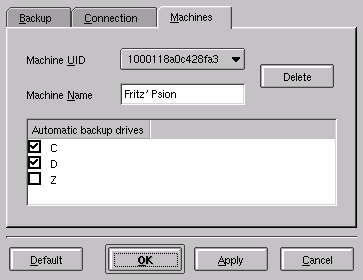 Backup Connection Machines
Machine UID 1000118a0c428fa3
Delete
Machine Name Fritz' Psion
Automatic backup drives
C
D
Z
Default OK Apply Cancel